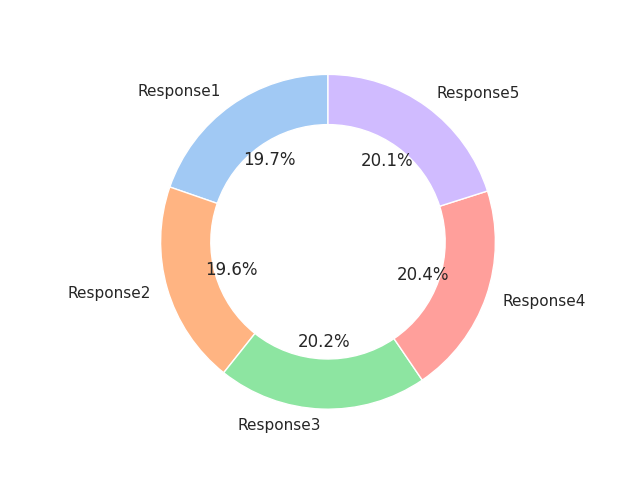 Response1
Response5
19.7%
20.1%
19.6%
20.4%
Response2
Response4
20.2%
Response3